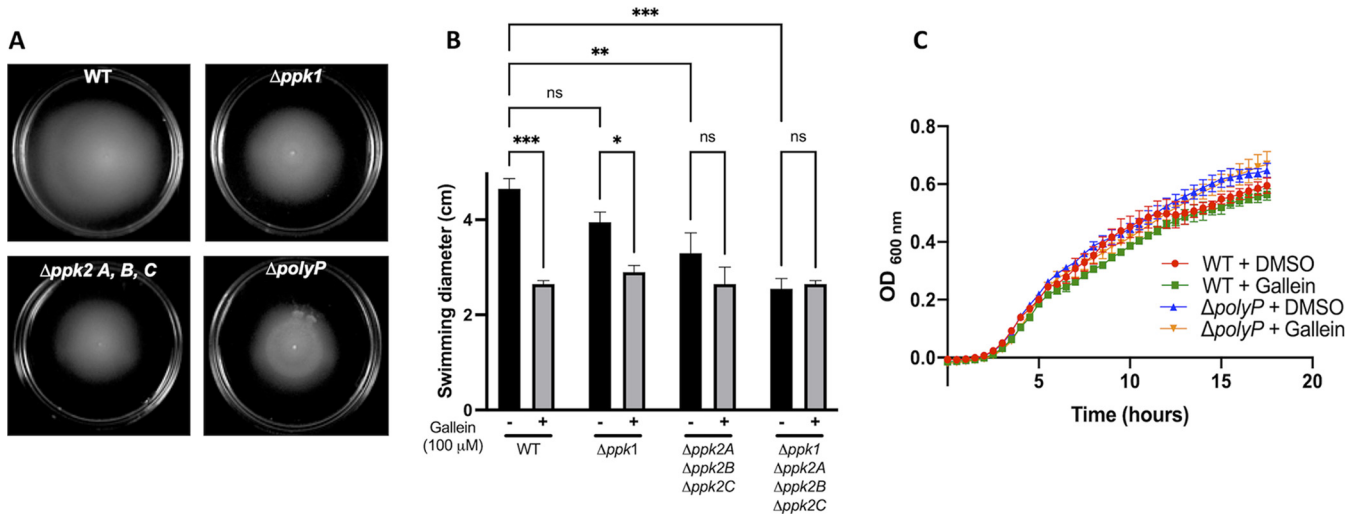 A
WT
Δppk1
Δppk2 A, B, C
ΔpolyP
B
***
**
ns
***
*
ns
ns
Swimming diameter (cm)
4
2
0
Gallein
(100 μM)
- + - + - + - +
WT
Δppk1
Δppk2A
Δppk2B
Δppk2C
Δppk1
Δppk2A
Δppk2B
Δppk2C
C
OD 600 nm
0.8
0.6
0.4
0.2
0.0
5 10 15 20
Time (hours)
WT + DMSO
WT + Gallein
ΔpolyP + DMSO
ΔpolyP + Gallein